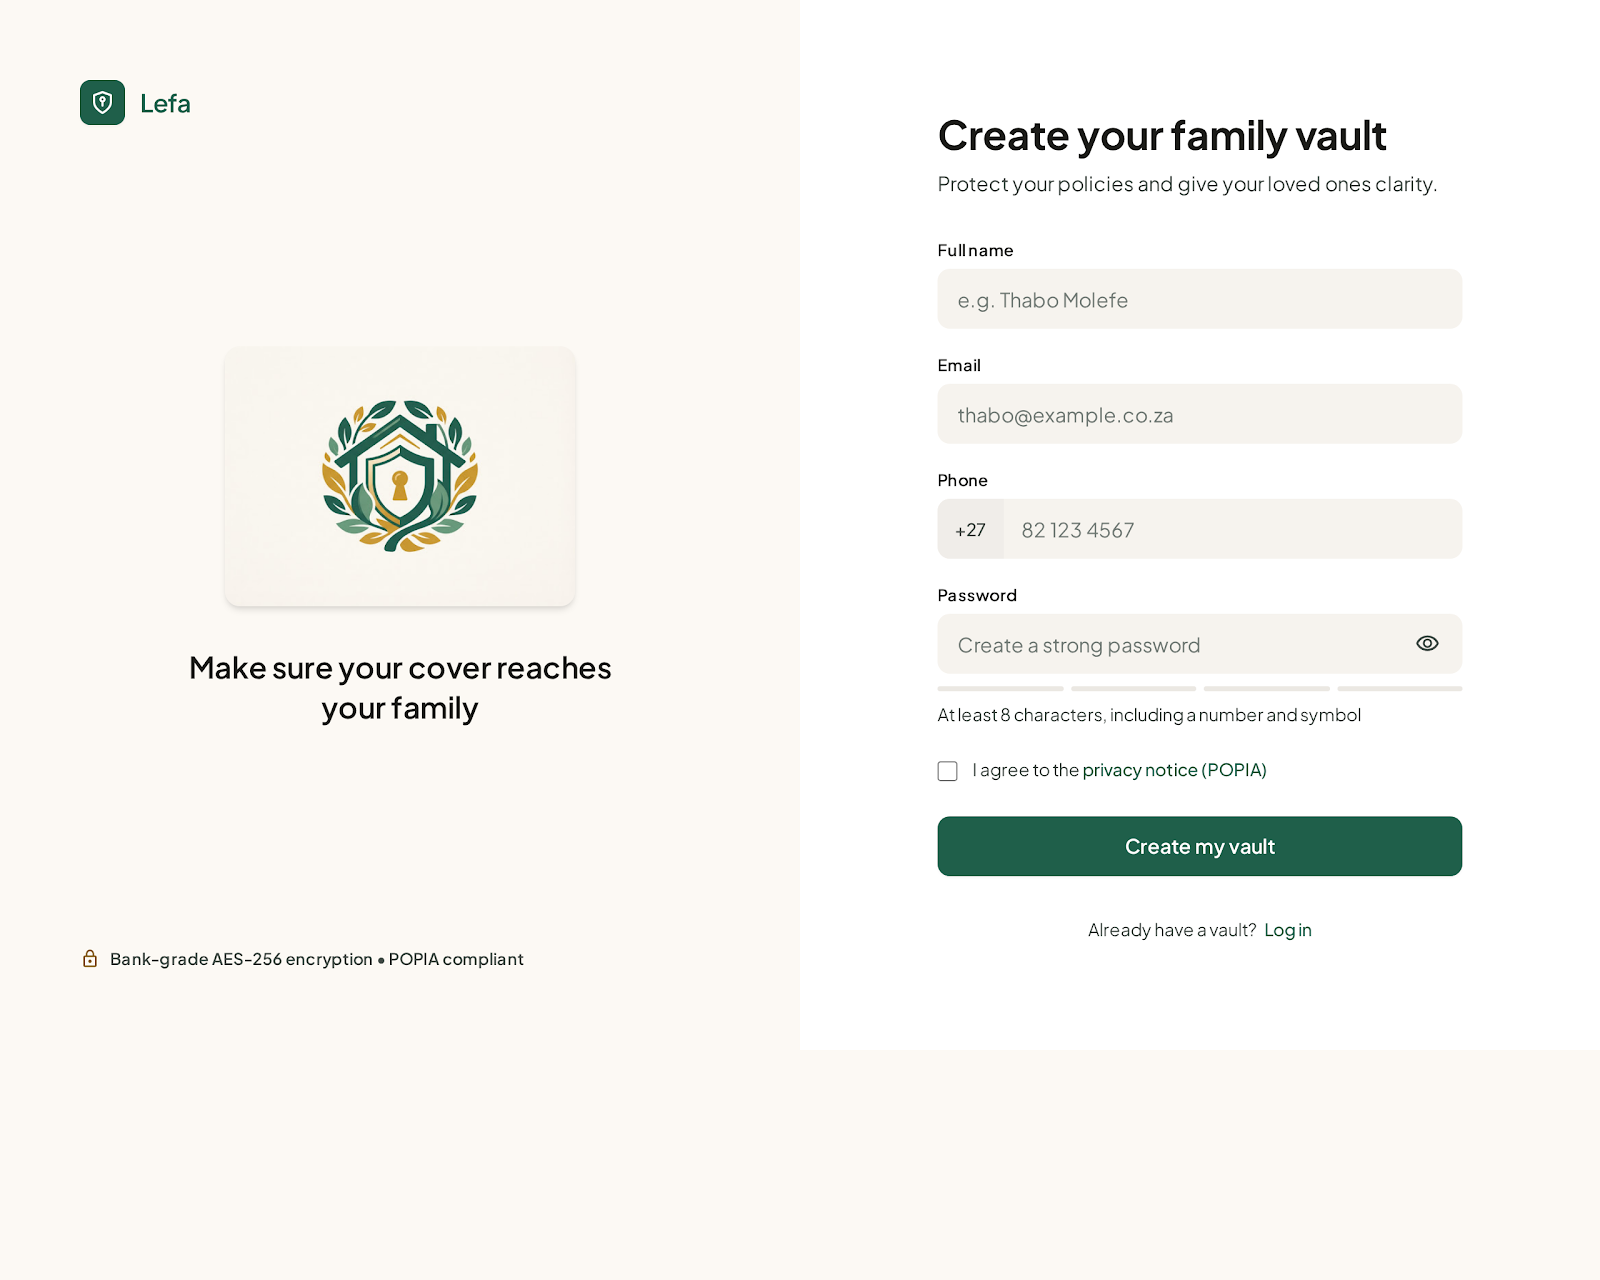 Lefa
Make sure your cover reaches
your family
Bank-grade AES-256 encryption • POPIA compliant
Create your family vault
Protect your policies and give your loved ones clarity.
Full name
e.g. Thabo Molefe
Email
thabo@example.co.za
Phone
+27 82 123 4567
Password
Create a strong password
At least 8 characters, including a number and symbol
I agree to the privacy notice (POPIA)
Create my vault
Already have a vault? Log in